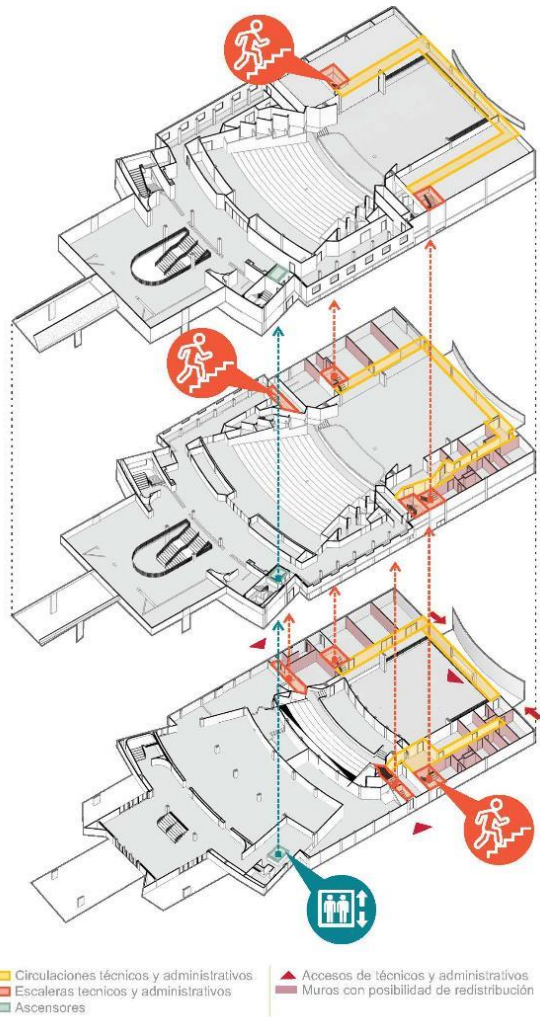 Circulaciones técnicos y administrativos
Escaleras tecnicos y administrativos
Ascensores
Accesos de técnicos y administrativos
Muros con posibilidad de redistribución